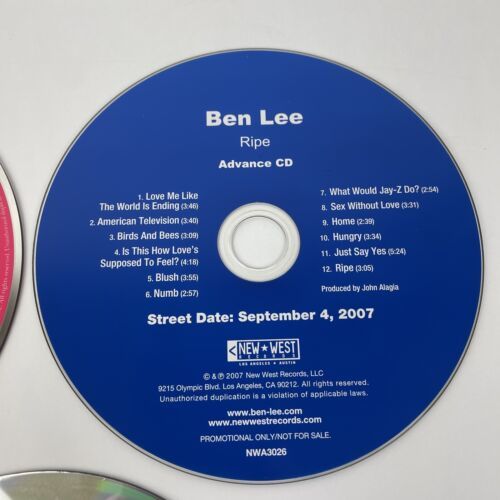 Ben Lee
Ripe
Advance CD
1. Love Me Like
The World Is Ending (3:46)
2. American Television (3:40)
3. Birds And Bees (3:09)
4. Is This How Love's
Supposed To Feel? (4:18)
5. Blush (3:55)
6. Numb (2:57)
7. What Would Jay-Z Do? (2:54)
8. Sex Without Love (3:31)
9. Home (2:39)
10. Hungry (3:34)
11. Just Say Yes (5:24)
12. Ripe (3:05)
Produced by John Alagia
Street Date: September 4, 2007
NEW★WEST
RECORDS
LOS ANGELES • AUSTIN
© & ℗ 2007 New West Records, LLC
9215 Olympic Blvd. Los Angeles, CA 90212. All rights reserved.
Unauthorized duplication is a violation of applicable laws.
www.ben-lee.com
www.newwestrecords.com
PROMOTIONAL ONLY/NOT FOR SALE.
NWA3026